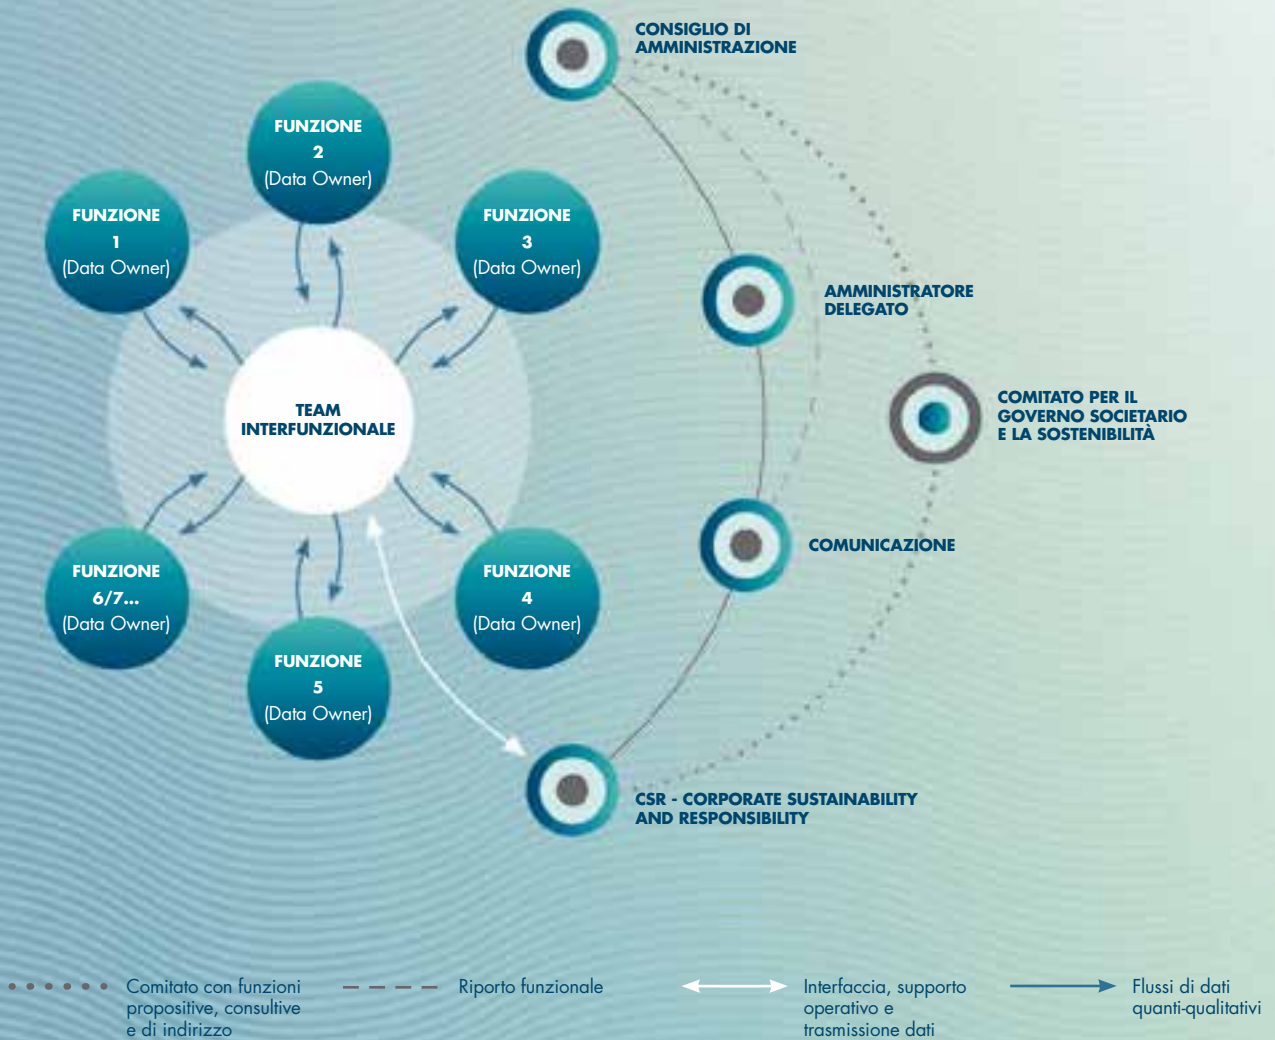 CONSIGLIO DI
AMMINISTRAZIONE
FUNZIONE
2
(Data Owner)
FUNZIONE
1
(Data Owner)
FUNZIONE
3
(Data Owner)
AMMINISTRATORE
DELEGATO
TEAM
INTERFUNZIONALE
COMITATO PER IL
GOVERNO SOCIETARIO
E LA SOSTENIBILITÀ
COMUNICAZIONE
FUNZIONE
6/7...
(Data Owner)
FUNZIONE
4
(Data Owner)
FUNZIONE
5
(Data Owner)
CSR - CORPORATE SUSTAINABILITY
AND RESPONSIBILITY
Comitato con funzioni
propositive, consultive
e di indirizzo
Riporto funzionale
Interfaccia, supporto
operativo e
trasmissione dati
Flussi di dati
quanti-qualitativi